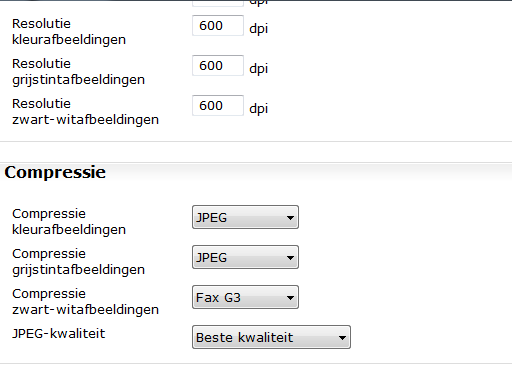 dpi
Resolutie
kleurafbeeldingen
600 dpi
Resolutie
grijstintafbeeldingen
600 dpi
Resolutie
zwart-witafbeeldingen
600 dpi
Compressie
Compressie
kleurafbeeldingen
JPEG
Compressie
grijstintafbeeldingen
JPEG
Compressie
zwart-witafbeeldingen
Fax G3
JPEG-kwaliteit
Beste kwaliteit